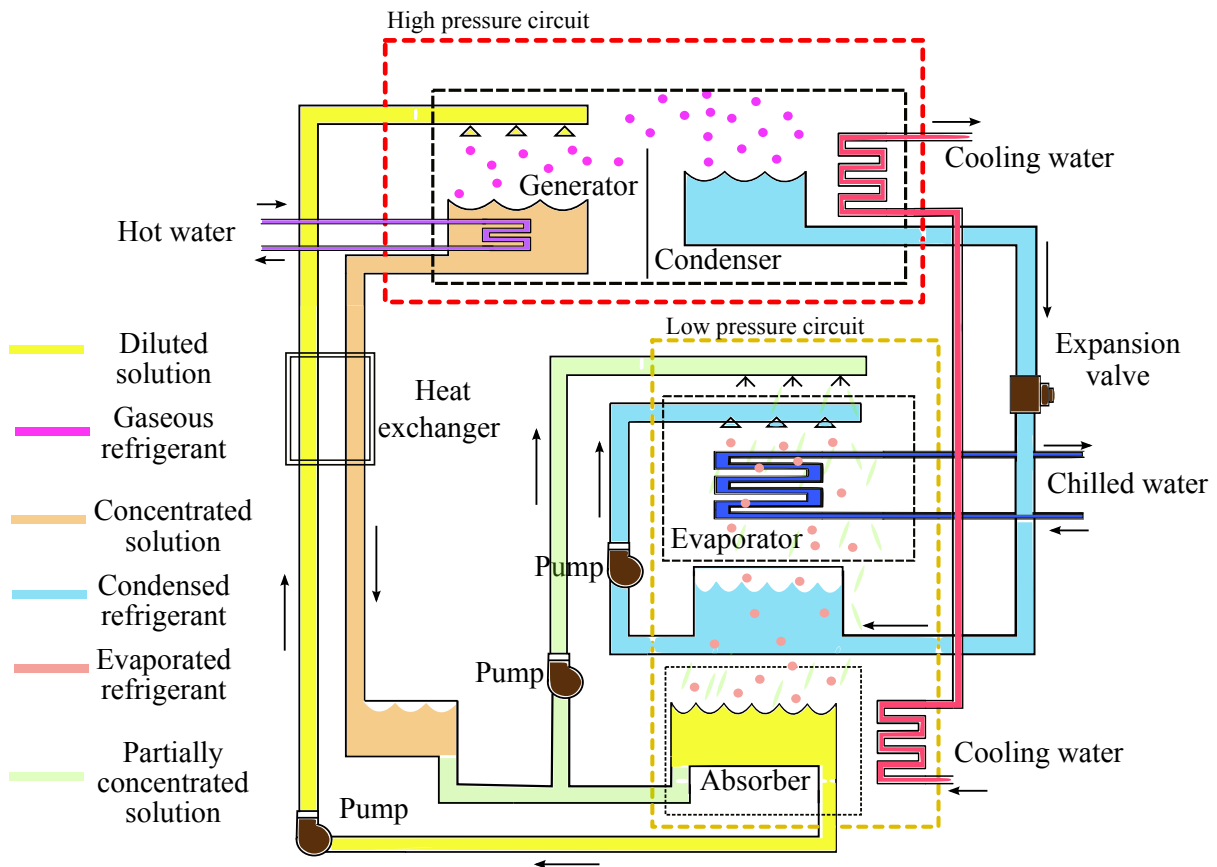 High pressure circuit
Generator
Cooling water
Hot water
Condenser
Low pressure circuit
Diluted
solution
Gaseous
refrigerant
Concentrated
solution
Condensed
refrigerant
Evaporated
refrigerant
Partially
concentrated
solution
Heat
exchanger
Expansion
valve
Chilled water
Evaporator
Pump
Pump
Absorber
Cooling water
Pump